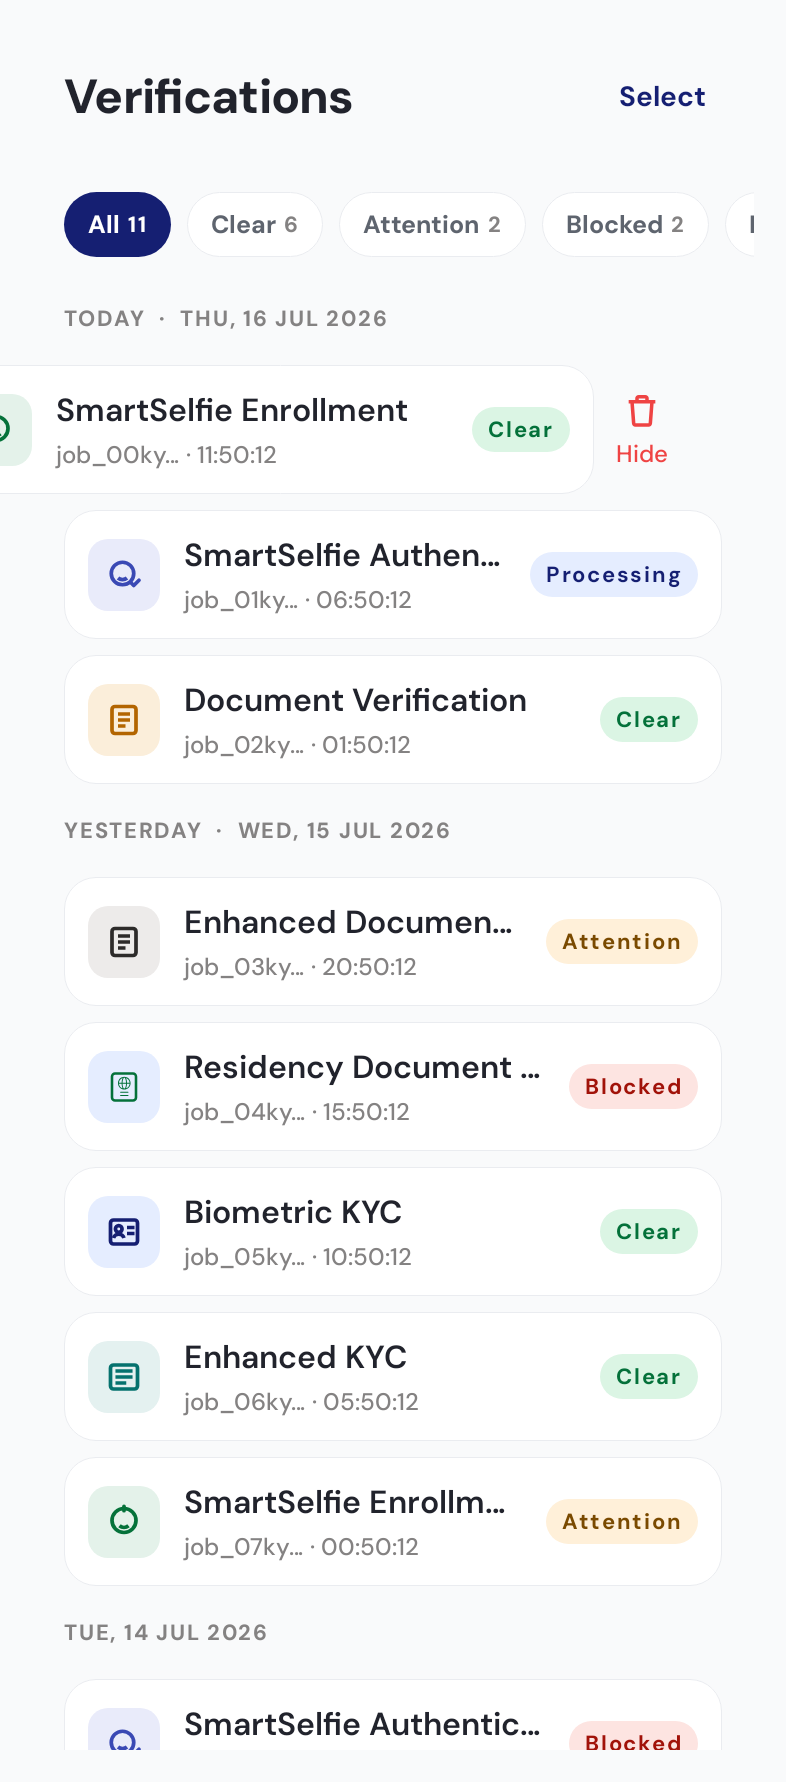 Verifications
Select
All 11
Clear 6
Attention 2
Blocked 2
TODAY · THU, 16 JUL 2026
SmartSelfie Enrollment
job_00ky... · 11:50:12
Clear
Hide
SmartSelfie Authen...
job_01ky... · 06:50:12
Processing
Document Verification
job_02ky... · 01:50:12
Clear
YESTERDAY · WED, 15 JUL 2026
Enhanced Documen...
job_03ky... · 20:50:12
Attention
Residency Document ...
job_04ky... · 15:50:12
Blocked
Biometric KYC
job_05ky... · 10:50:12
Clear
Enhanced KYC
job_06ky... · 05:50:12
Clear
SmartSelfie Enrollm...
job_07ky... · 00:50:12
Attention
TUE, 14 JUL 2026
SmartSelfie Authentic...
Blocked